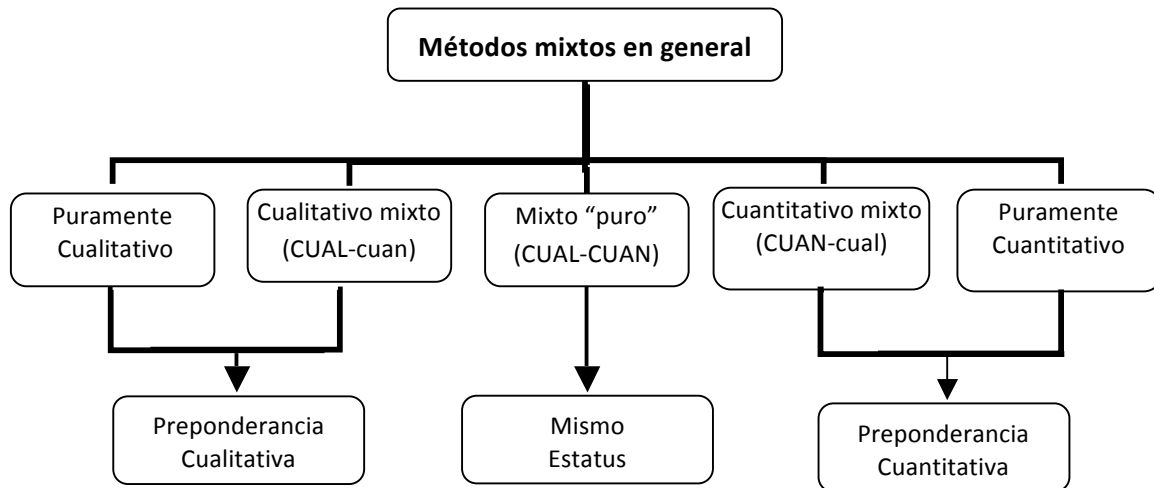 Métodos mixtos en general
Puramente
Cualitativo
Cualitativo mixto
(CUAL-cuan)
Mixto “puro”
(CUAL-CUAN)
Cuantitativo mixto
(CUAN-cual)
Puramente
Cuantitativo
Preponderancia
Cualitativa
Mismo
Estatus
Preponderancia
Cuantitativa